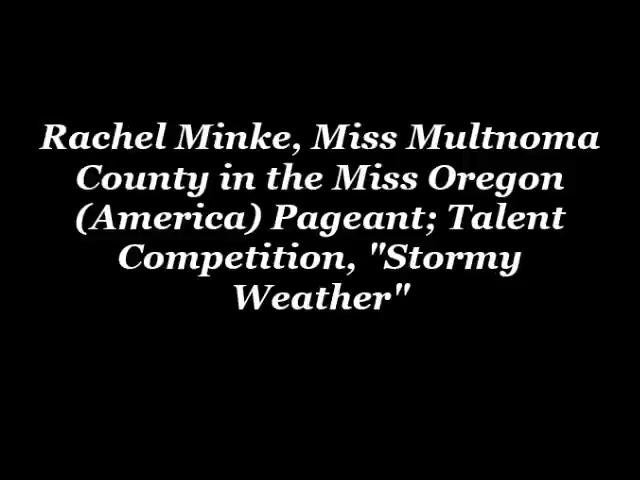 Rachel Minke, Miss Multnoma
County in the Miss Oregon
(America) Pageant; Talent
Competition, "Stormy
Weather"